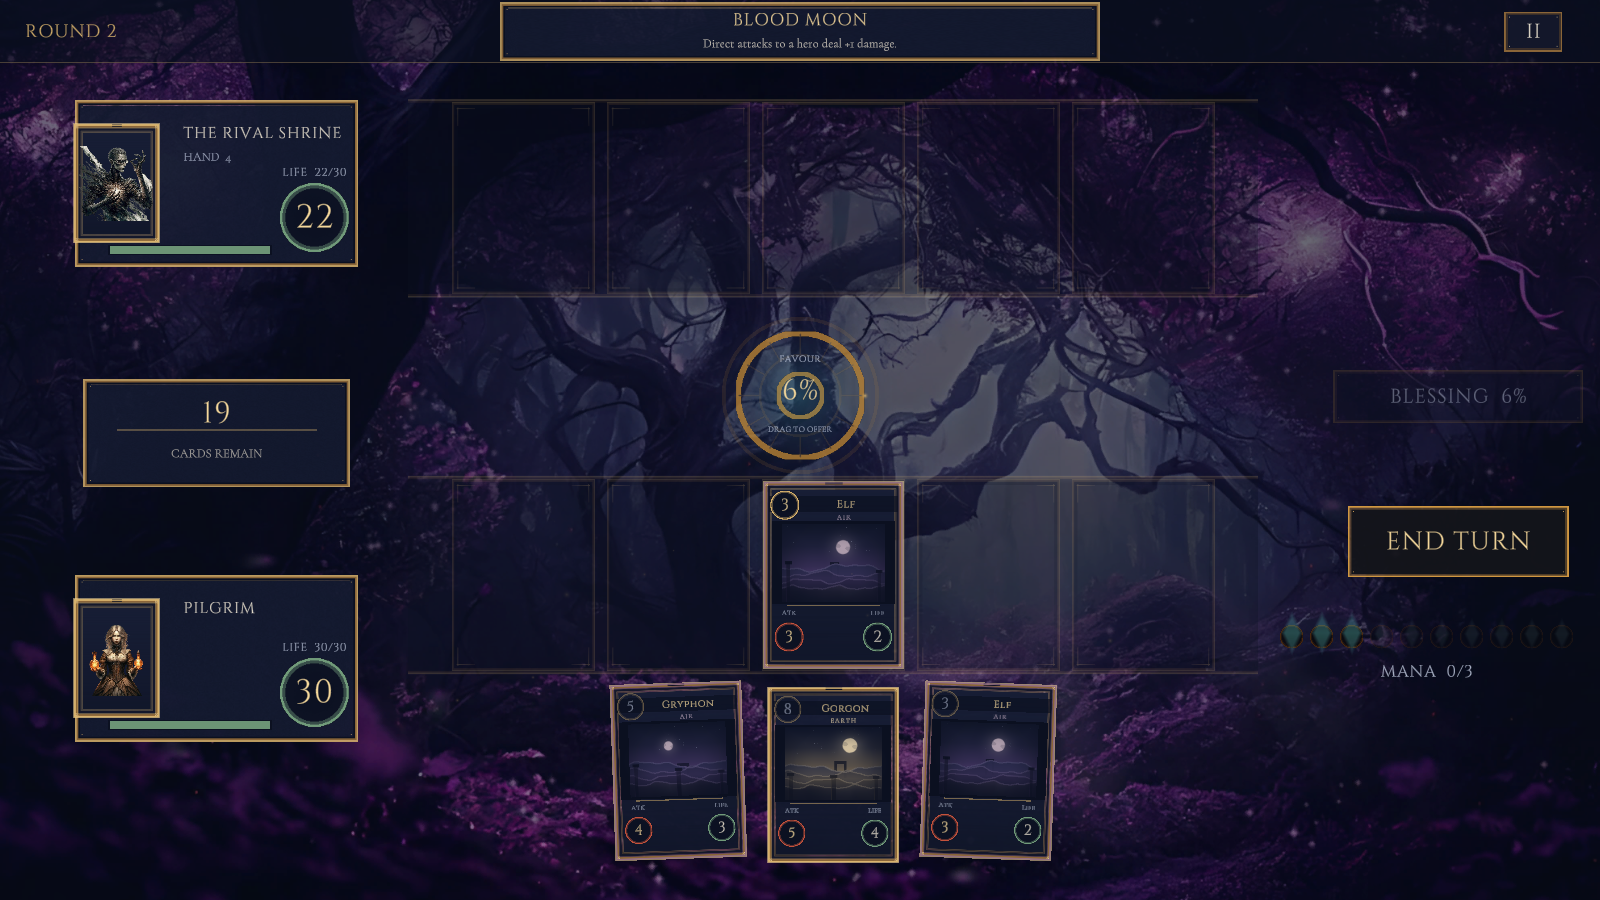 ROUND 2
BLOOD MOON
Direct attacks to a hero deal +1 damage.
II
THE RIVAL SHRINE
HAND 4
LIFE 22/30
22
19
CARDS REMAIN
FAVOUR
6%
DRAG TO OFFER
BLESSING 6%
END TURN
MANA 0/3
PILGRIM
LIFE 30/30
30
3
ELF
AIR
ATK
LIFE
3
2
5
GRYPHON
AIR
ATK
LIFE
4
3
8
GORGON
EARTH
ATK
LIFE
5
4
3
ELF
AIR
ATK
LIFE
3
2